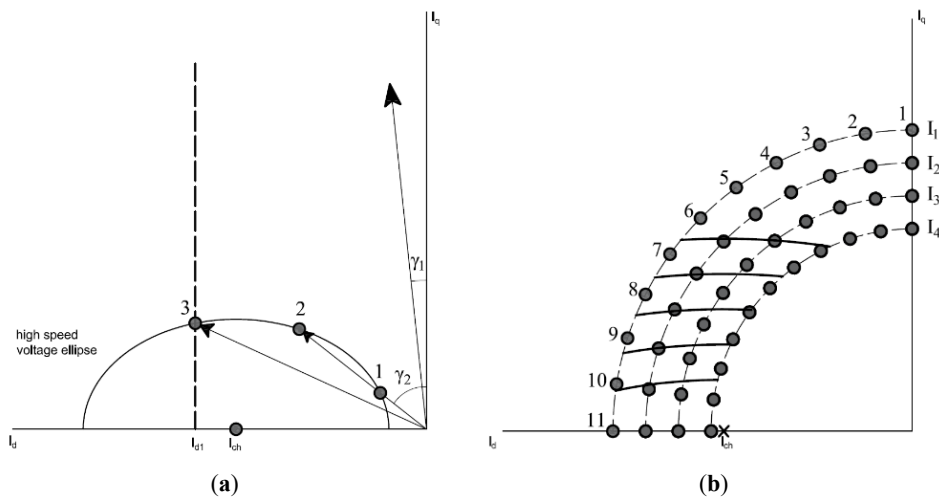 Iq
γ1
3
2
high speed
voltage ellipse
1
γ2
Id
Id1
Ich
(a)
Iq
1
I1
2
3
4
I2
5
I3
6
I4
7
8
9
10
11
Id
Ich
(b)